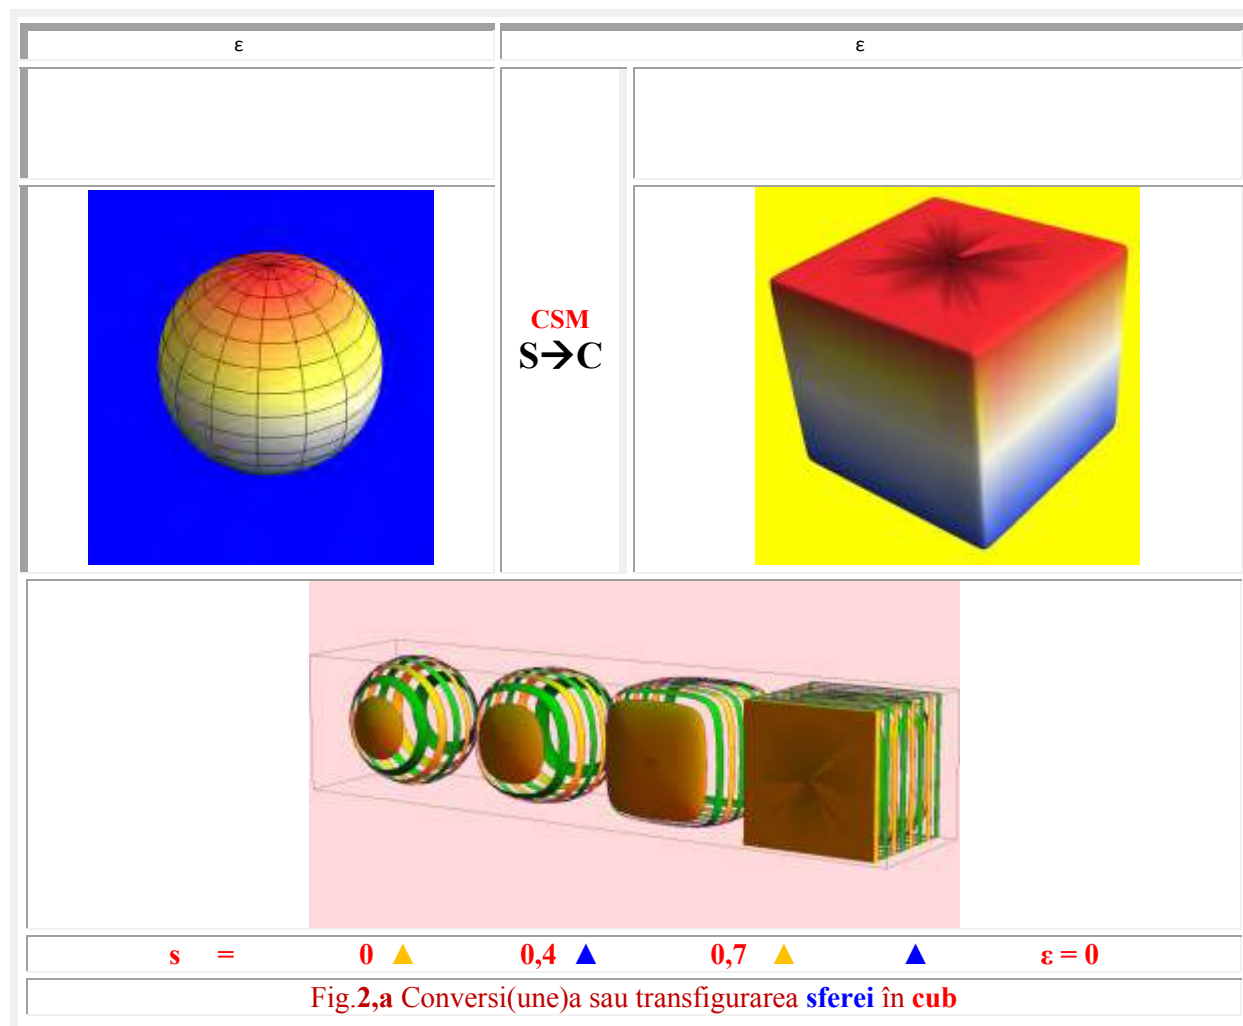 ε ε
CSM
S→C
s = 0 ▲ 0,4 ▲ 0,7 ▲ ▲ ε = 0
Fig.2,a Conversi(une)a sau transfigurarea sferei în cub